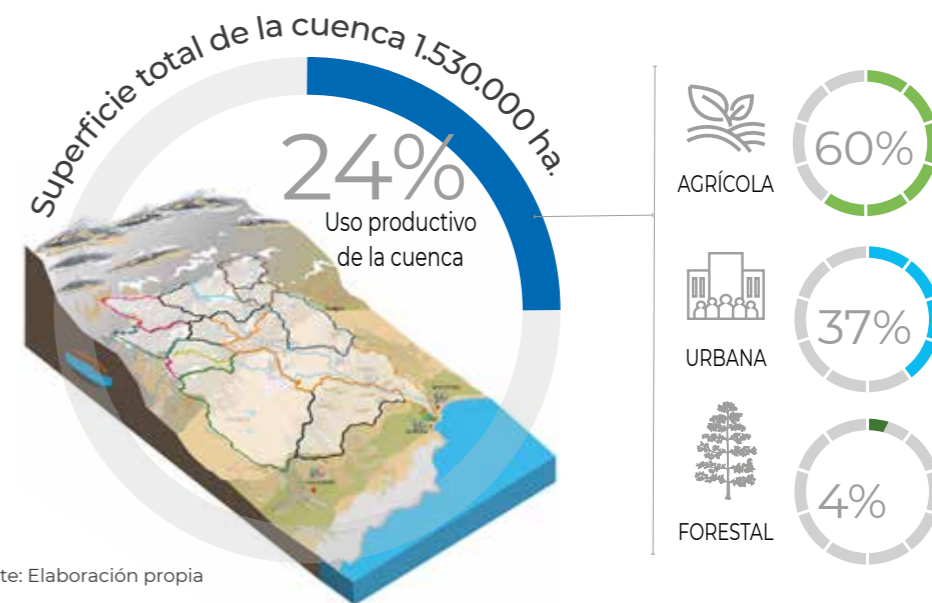 Superficie total de la cuenca 1.530.000 ha.
24%
Uso productivo
de la cuenca
AGRÍCOLA
60%
URBANA
37%
FORESTAL
4%
te: Elaboración propia